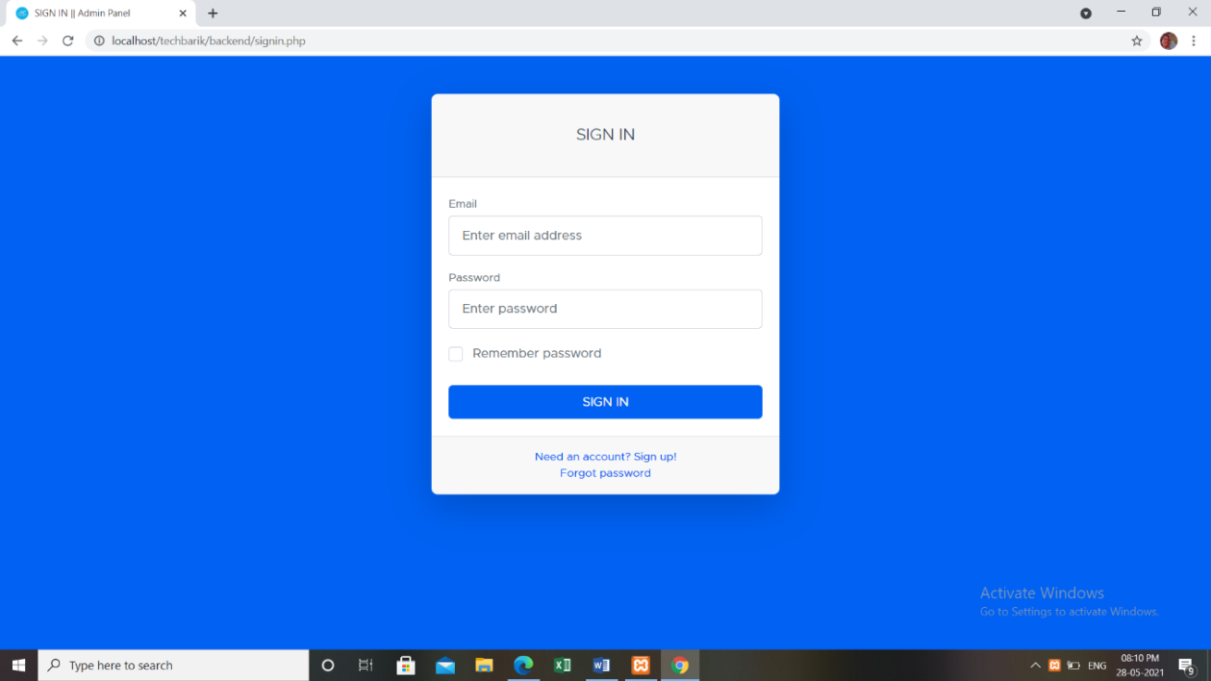 SIGN IN || Admin Panel
localhost/techbarik/backend/signin.php
SIGN IN
Email
Enter email address
Password
Enter password
Remember password
SIGN IN
Need an account? Sign up!
Forgot password
Activate Windows
Go to Settings to activate Windows.
Type here to search
ENG
08:10 PM
28-05-2021
9